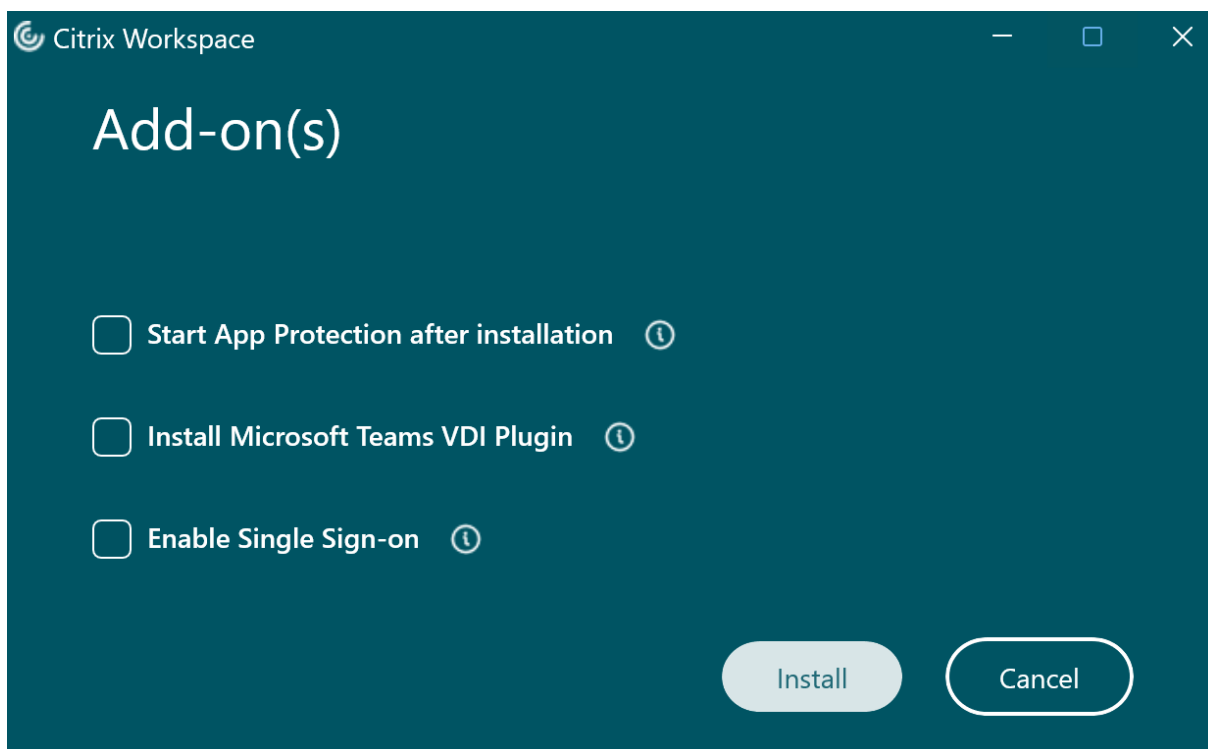 Citrix Workspace
Add-on(s)
Start App Protection after installation
Install Microsoft Teams VDI Plugin
Enable Single Sign-on
Install
Cancel